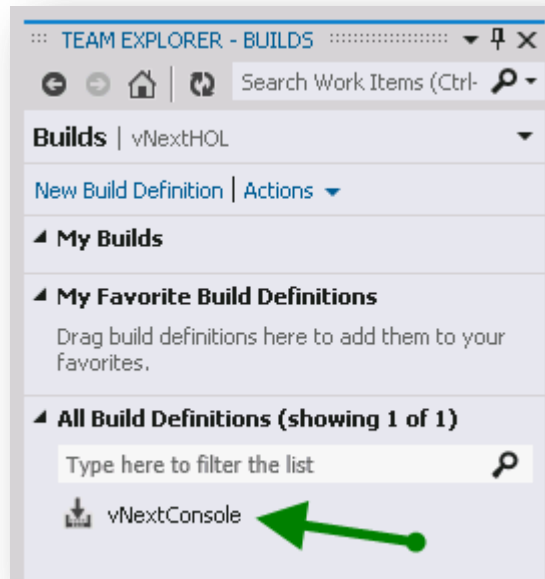 TEAM EXPLORER - BUILDS
Search Work Items (Ctrl-
Builds | vNextHOL
New Build Definition | Actions
My Builds
My Favorite Build Definitions
Drag build definitions here to add them to your
favorites.
All Build Definitions (showing 1 of 1)
Type here to filter the list
vNextConsole